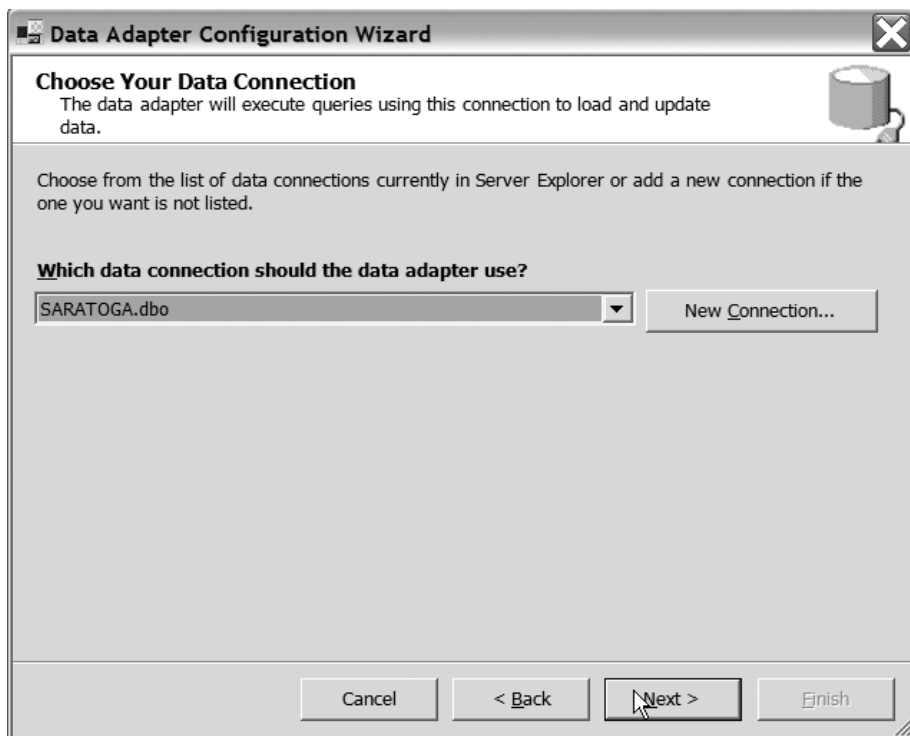 Data Adapter Configuration Wizard
Choose Your Data Connection
The data adapter will execute queries using this connection to load and update
data.
Choose from the list of data connections currently in Server Explorer or add a new connection if the
one you want is not listed.
Which data connection should the data adapter use?
SARATOGA.dbo
New Connection...
Cancel
< Back
Next >
Finish